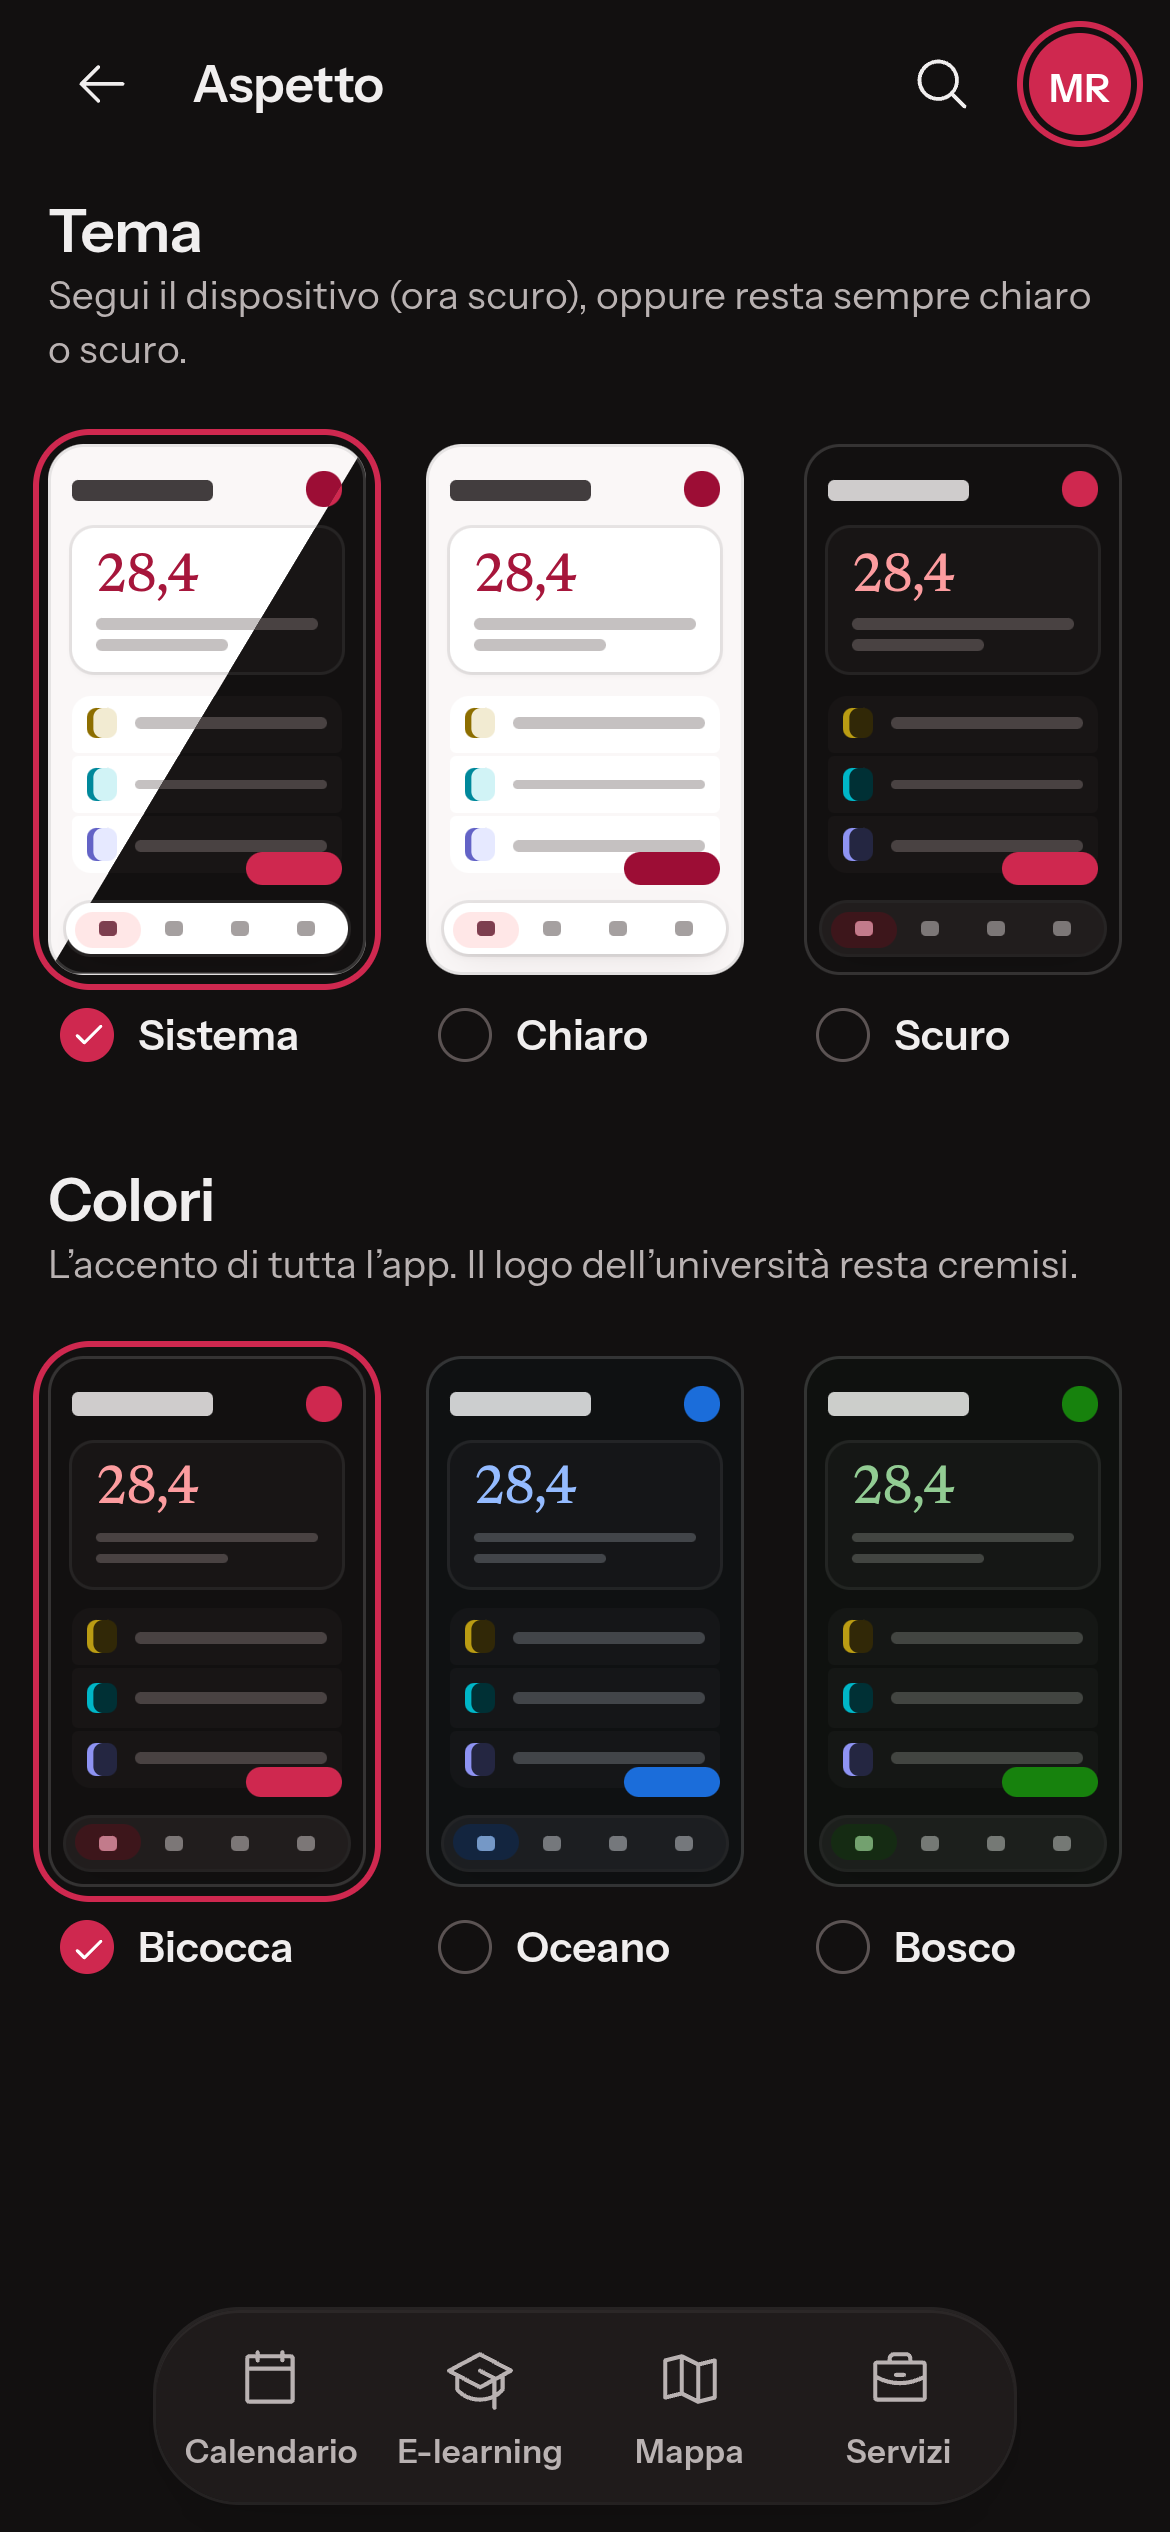 Aspetto
MR
Tema
Segui il dispositivo (ora scuro), oppure resta sempre chiaro
o scuro.
28,4
28,4
28,4
Sistema
Chiaro
Scuro
Colori
L’accento di tutta l’app. Il logo dell’università resta cremisi.
28,4
28,4
28,4
Bicocca
Oceano
Bosco
Calendario
E-learning
Mappa
Servizi